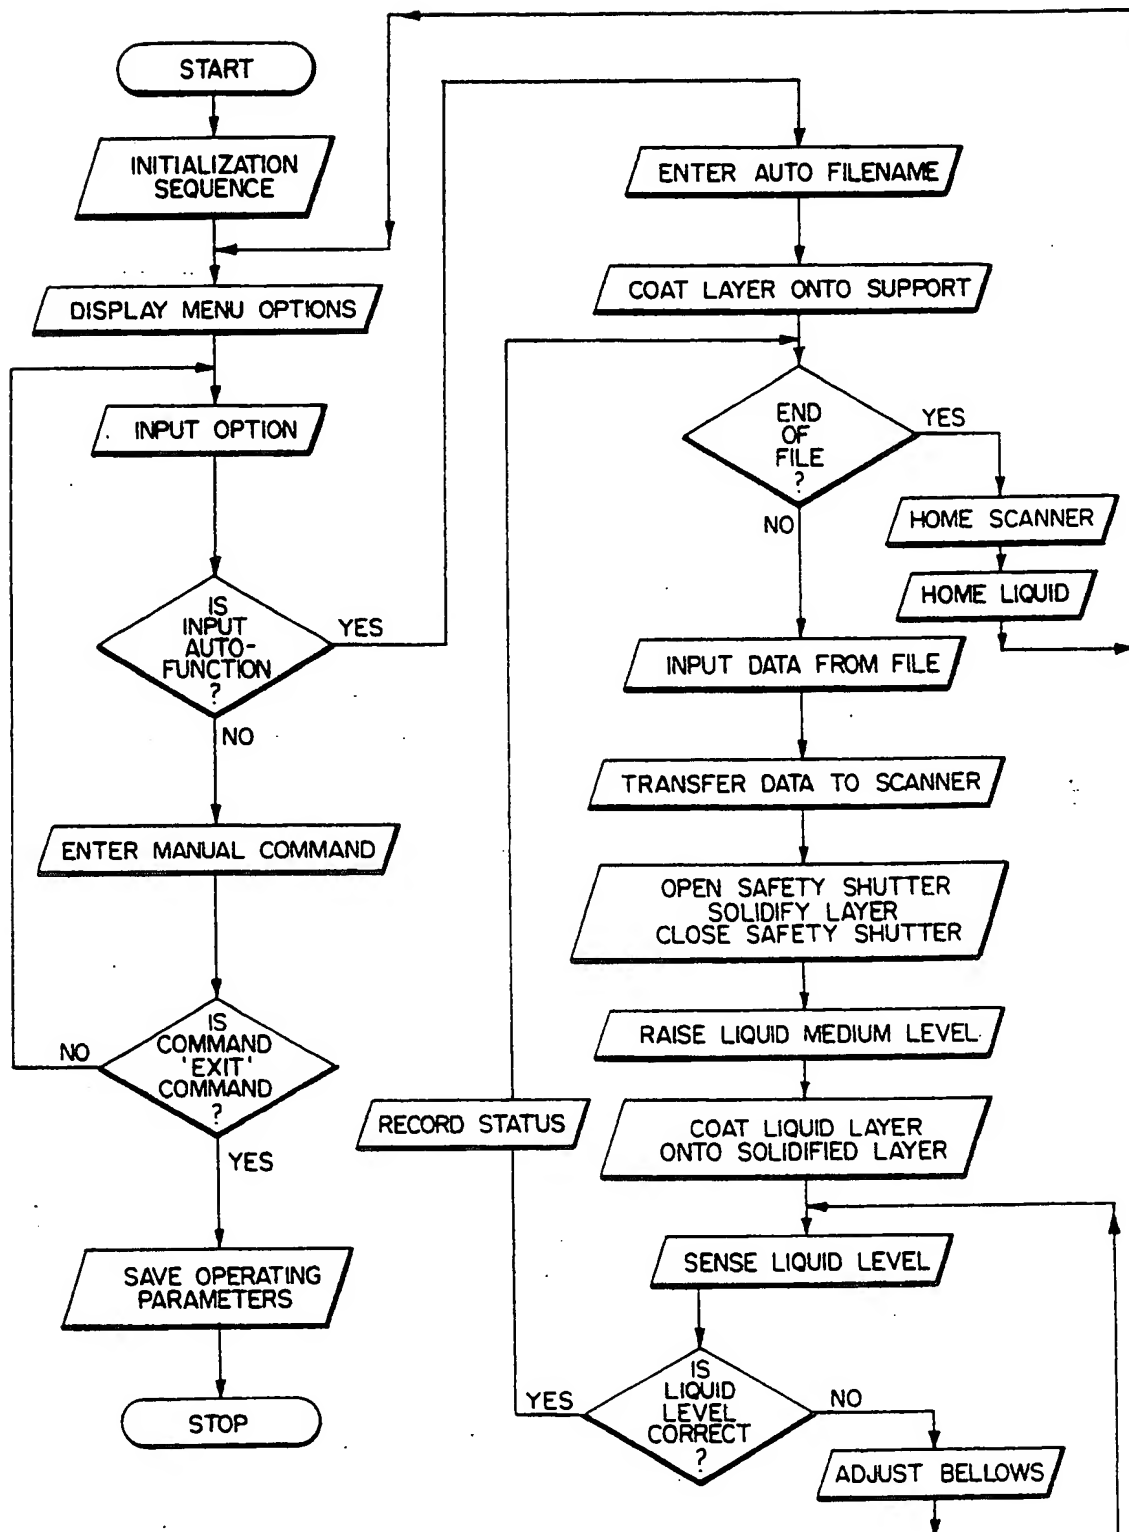 START
INITIALIZATION
SEQUENCE
DISPLAY MENU OPTIONS
INPUT OPTION
IS
INPUT
AUTO-
FUNCTION
?
YES
NO
ENTER MANUAL COMMAND
IS
COMMAND
'EXIT'
COMMAND
?
NO
YES
SAVE OPERATING
PARAMETERS
STOP
ENTER AUTO FILENAME
COAT LAYER ONTO SUPPORT
END
OF
FILE
?
YES
NO
HOME SCANNER
HOME LIQUID
INPUT DATA FROM FILE
TRANSFER DATA TO SCANNER
OPEN SAFETY SHUTTER
SOLIDIFY LAYER
CLOSE SAFETY SHUTTER
RAISE LIQUID MEDIUM LEVEL
COAT LIQUID LAYER
ONTO SOLIDIFIED LAYER
RECORD STATUS
SENSE LIQUID LEVEL
IS
LIQUID
LEVEL
CORRECT
?
YES
NO
ADJUST BELLOWS